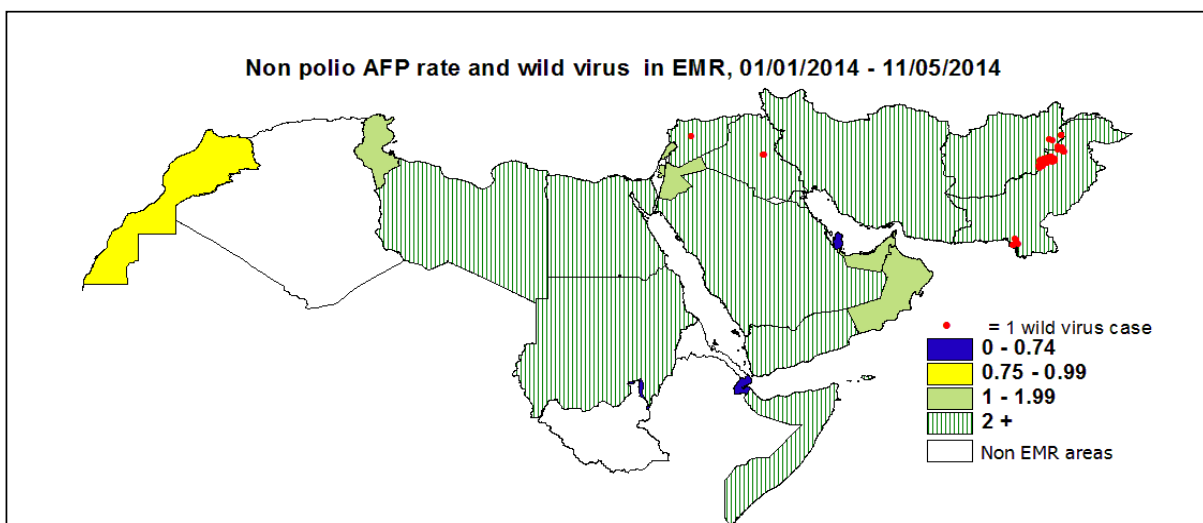 Non polio AFP rate and wild virus in EMR, 01/01/2014 - 11/05/2014
= 1 wild virus case
0 - 0.74
0.75 - 0.99
1 - 1.99
2 +
Non EMR areas